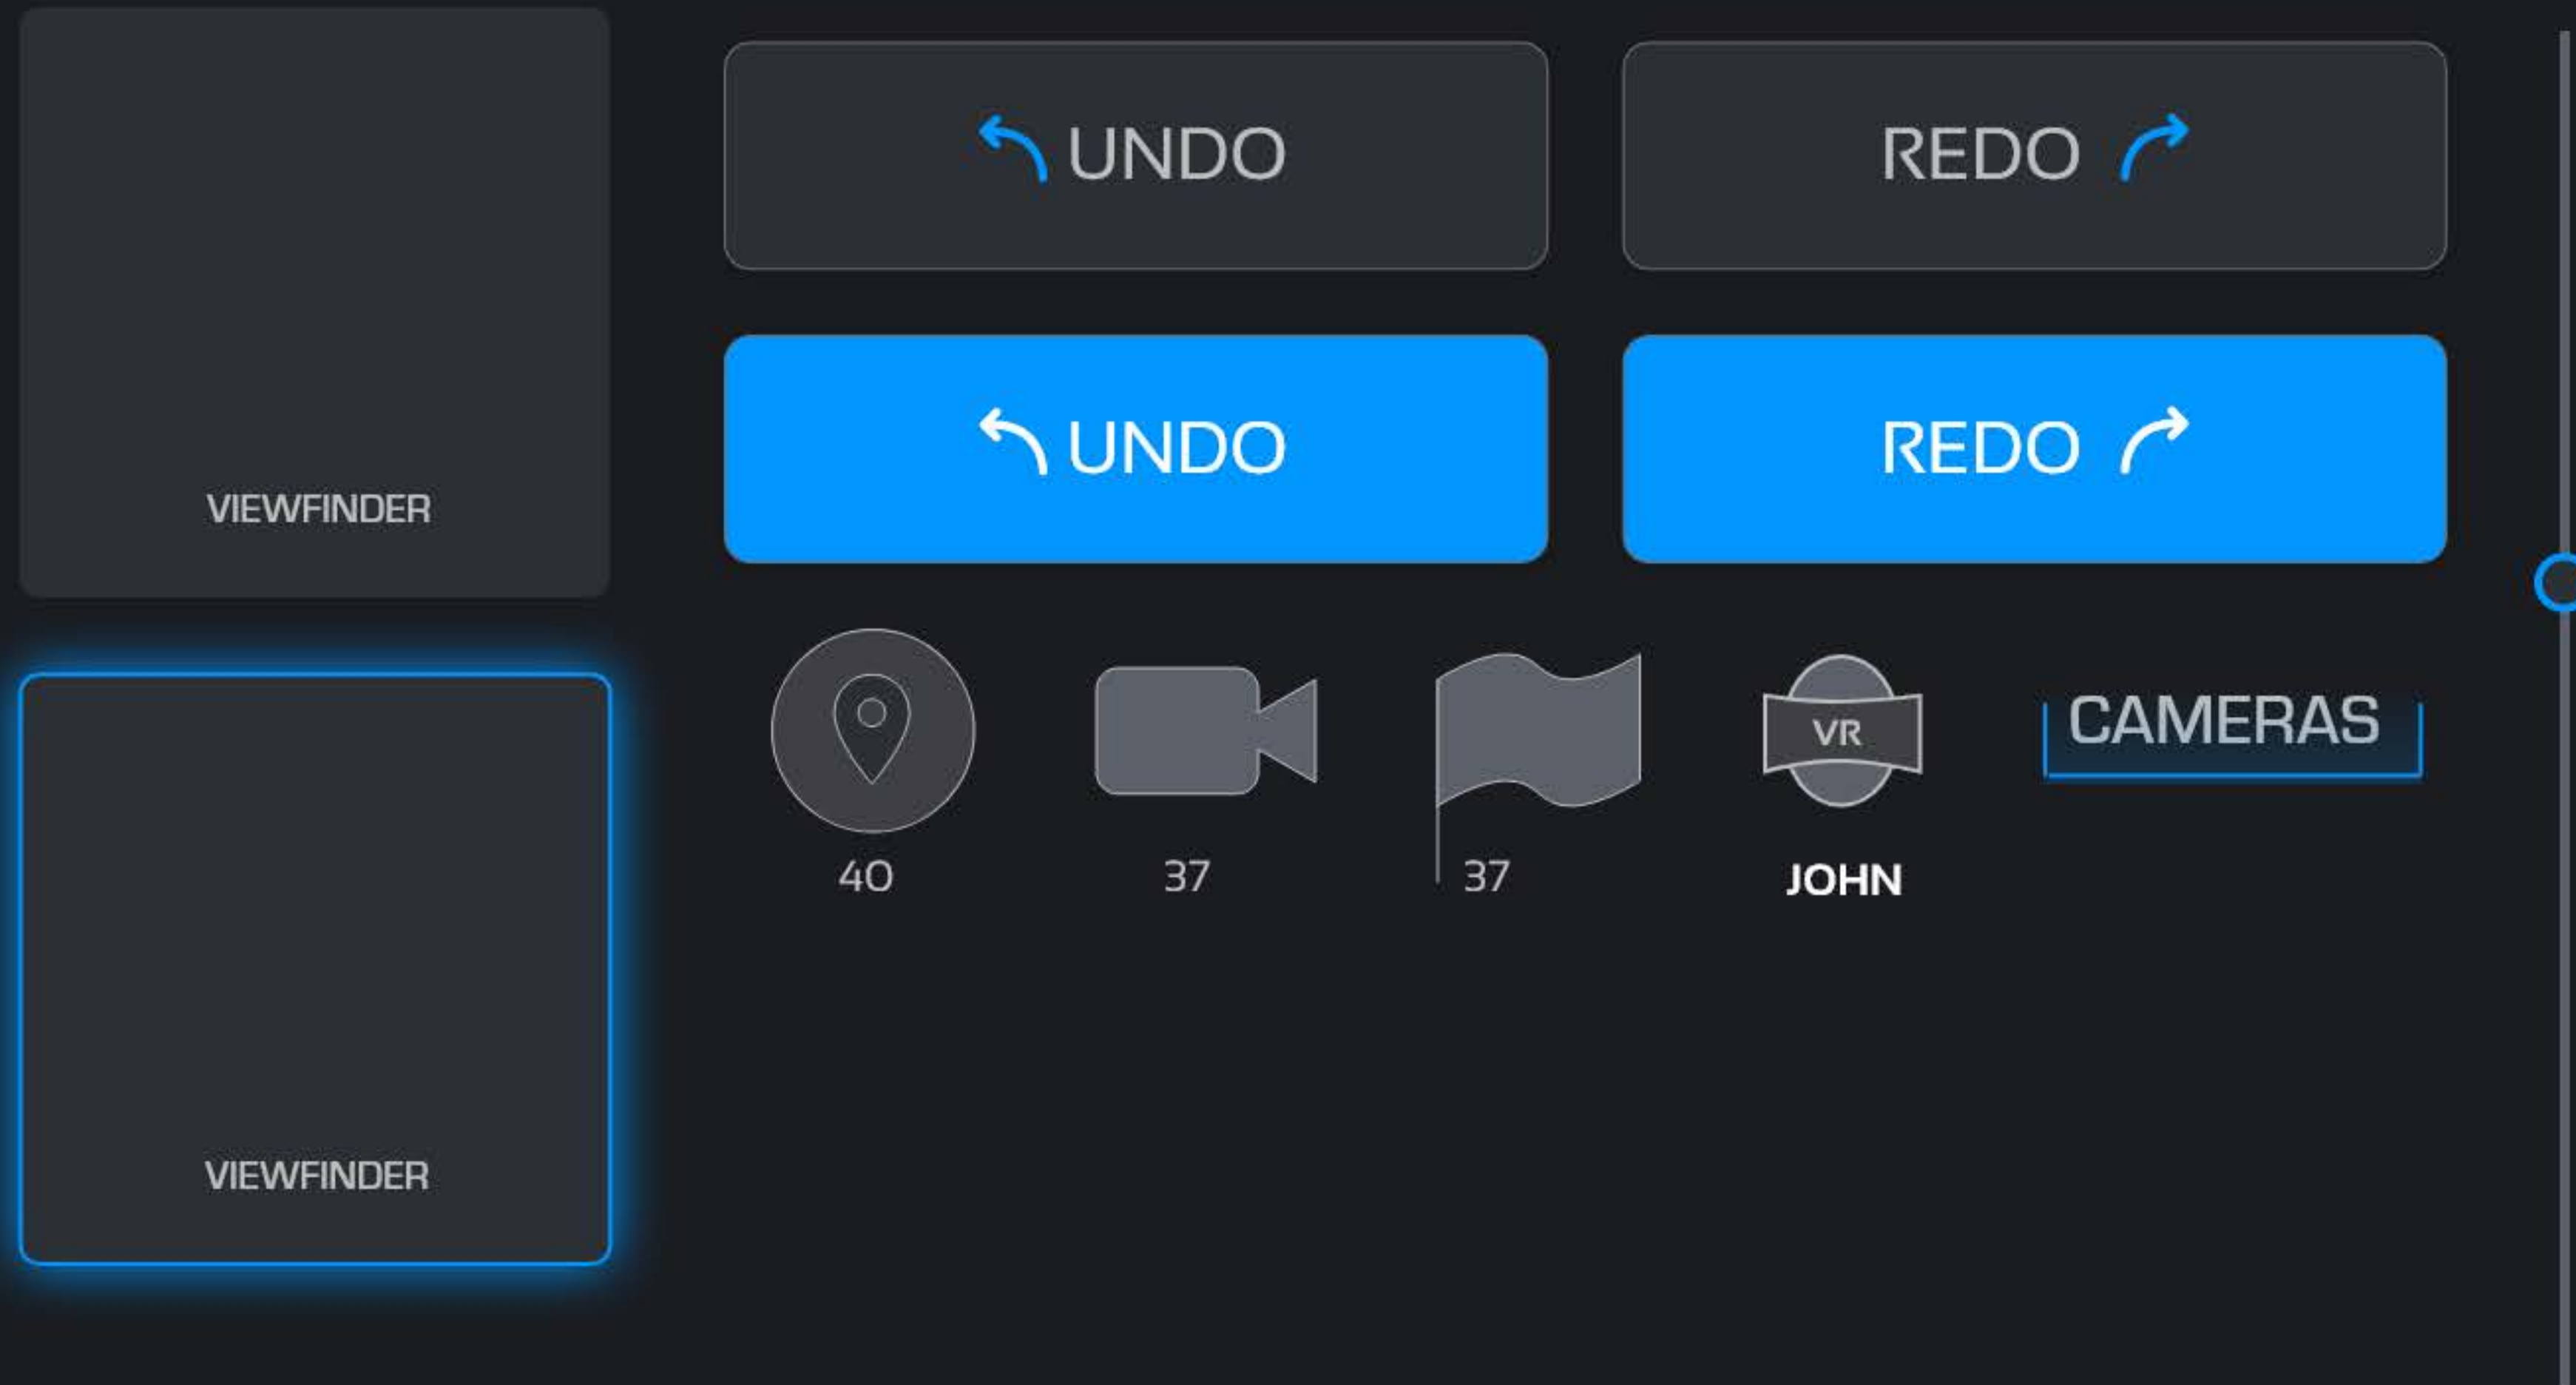 UNDO
REDO
UNDO
REDO
VIEWFINDER
VR
CAMERAS
40
37
37
JOHN
VIEWFINDER